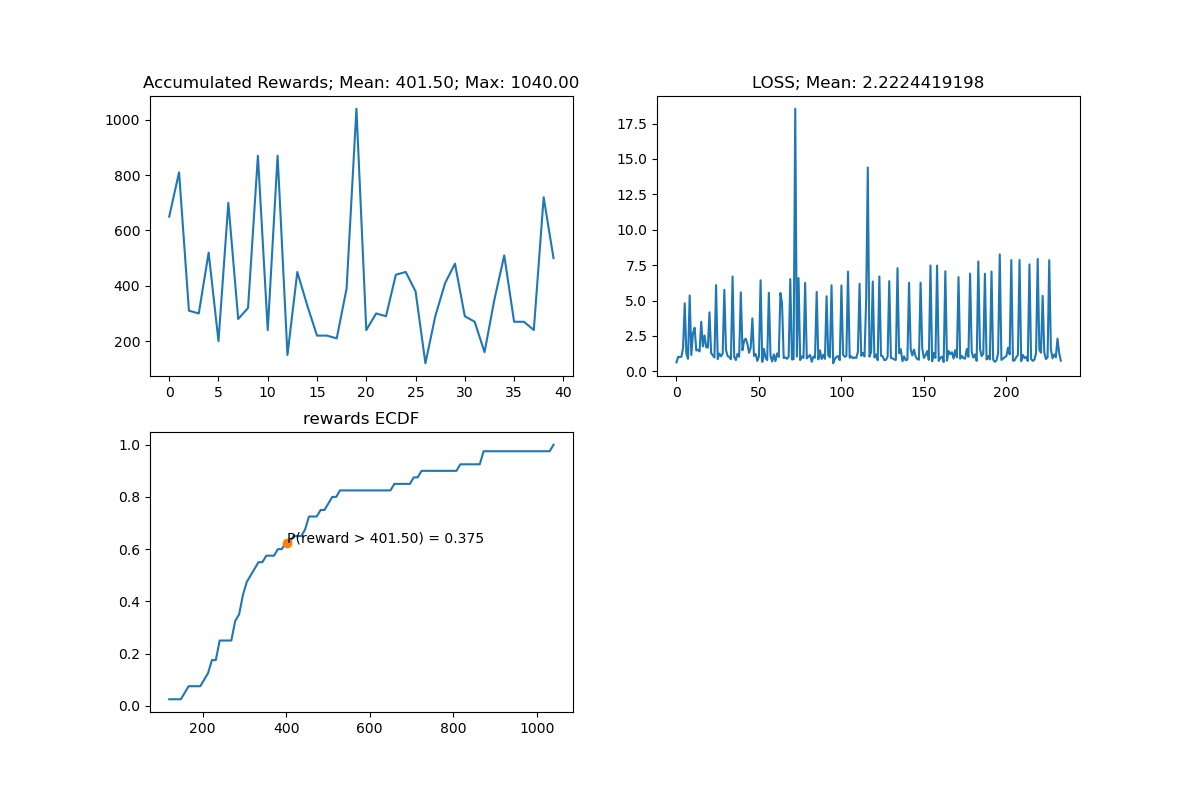 Accumulated Rewards; Mean: 401.50; Max: 1040.00
1000
800
600
400
200
0 5 10 15 20 25 30 35 40
LOSS; Mean: 2.2224419198
17.5
15.0
12.5
10.0
7.5
5.0
2.5
0.0
0 50 100 150 200
rewards ECDF
1.0
0.8
0.6
0.4
0.2
0.0
P(reward > 401.50) = 0.375
200 400 600 800 1000